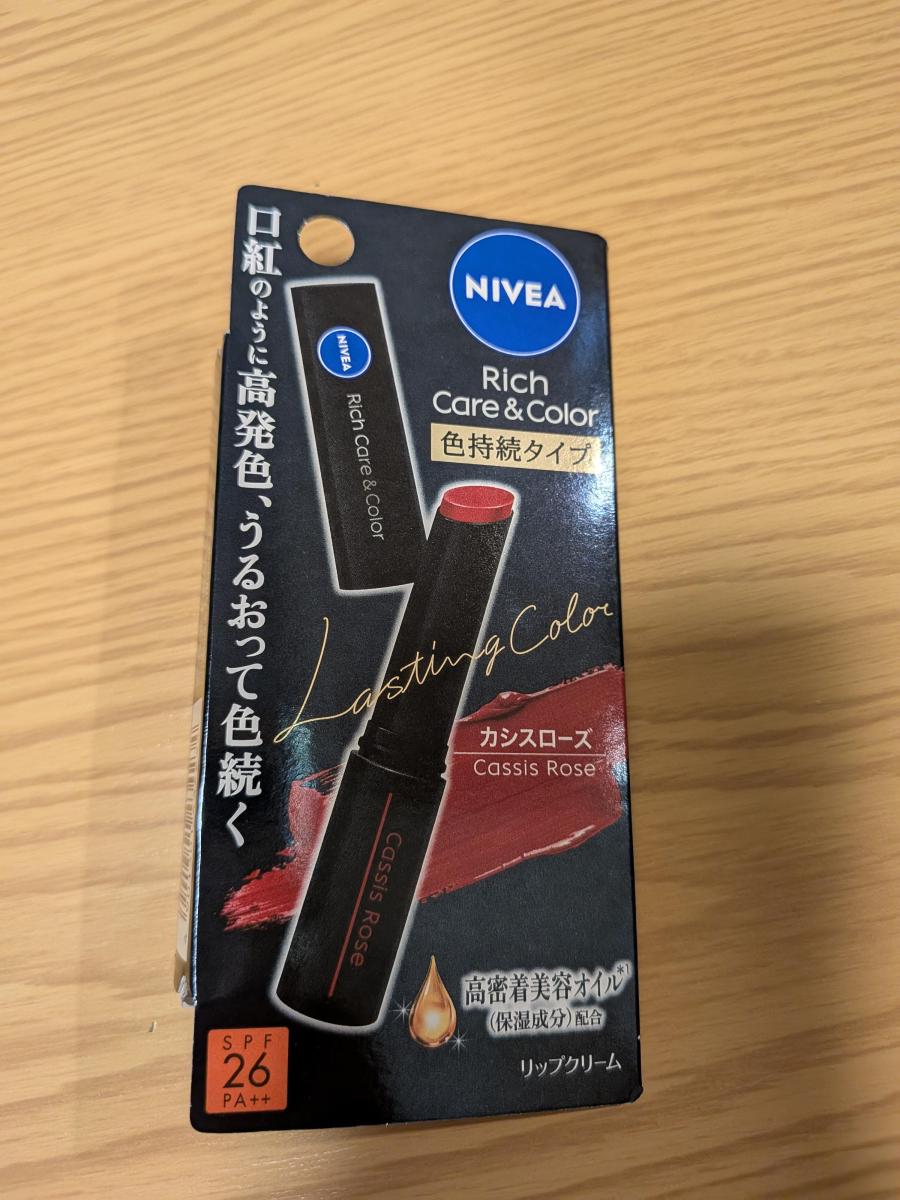 口紅のように高発色、うるおって色続く
NIVEA
Rich
Care & Color
色持続タイプ
NIVEA
Rich Care & Color
Lasting Color
カシスローズ
Cassis Rose
Cassis Rose
高密着美容オイル*1
(保湿成分)配合
リップクリーム
SPF
26
PA++